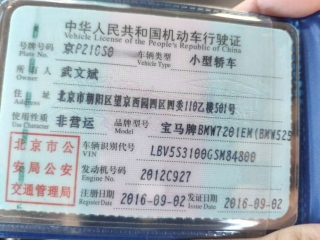 中华人民共和国机动车行驶证
Vehicle License of the People's Republic of China
号牌号码 京P21GS0 车辆类型 小型轿车
Plate No. Vehicle Type
所有人 武文斌
Owner
住址 北京市朝阳区望京西园四区四委110乙楼501号
Address
使用性质 非营运 品牌型号 宝马牌BMW7201EM(BMW525
Use Character Model
北京市公安局公安交通管理局
车辆识别代号 LBV5S3100GSM84800
VIN
发动机号码 2012C927
Engine No.
注册日期 2016-09-02 发证日期 2016-09-02
Register Date Issue Date